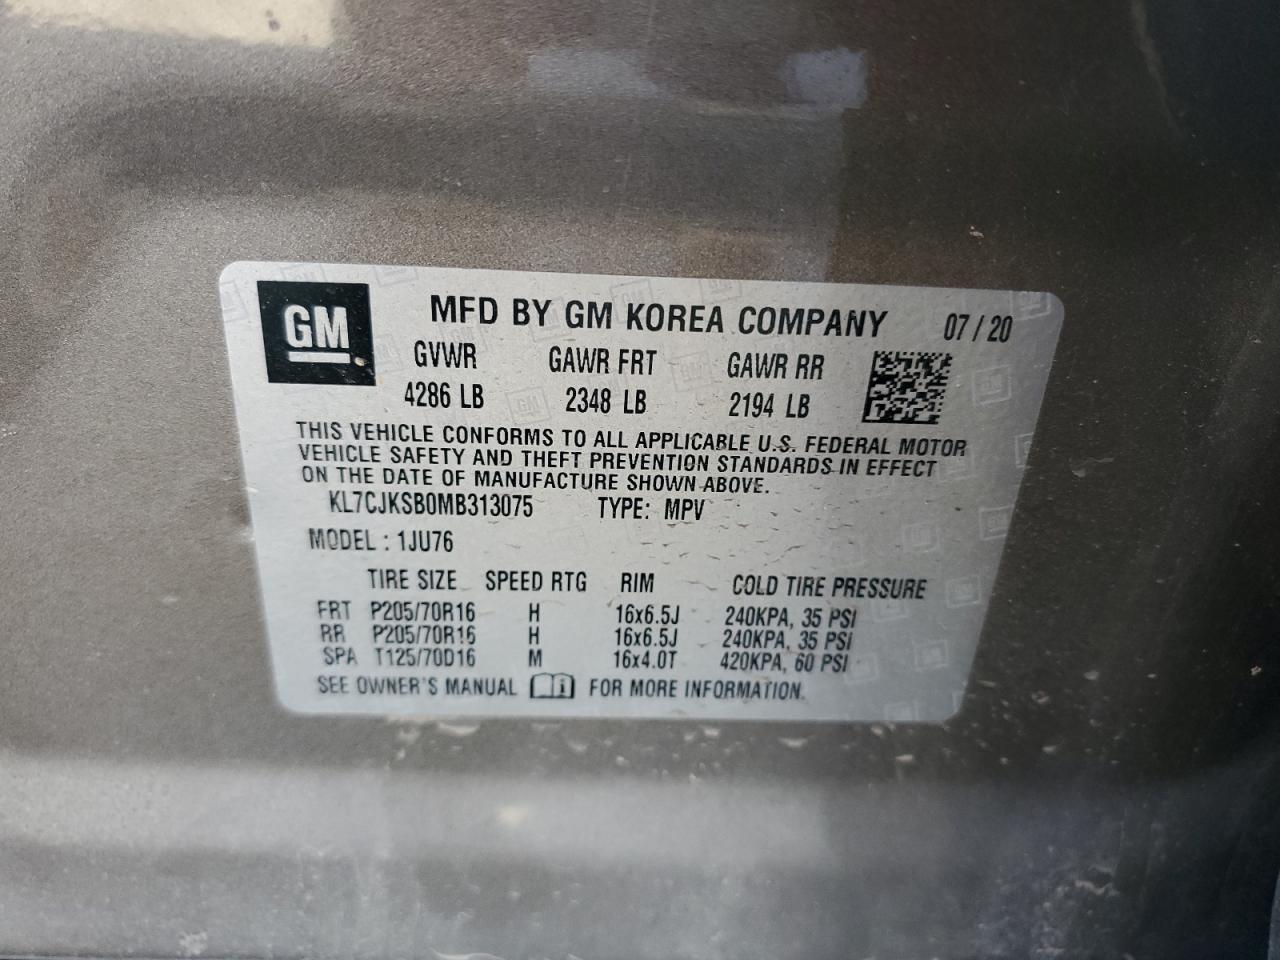 GM
MFD BY GM KOREA COMPANY 07 / 20
GVWR GAWR FRT GAWR RR
4286 LB 2348 LB 2194 LB
THIS VEHICLE CONFORMS TO ALL APPLICABLE U.S. FEDERAL MOTOR
VEHICLE SAFETY AND THEFT PREVENTION STANDARDS IN EFFECT
ON THE DATE OF MANUFACTURE SHOWN ABOVE.
KL7CJKSB0MB313075 TYPE: MPV
MODEL : 1JU76
TIRE SIZE SPEED RTG RIM COLD TIRE PRESSURE
FRT P205/70R16 H 16x6.5J 240KPA, 35 PSI
RR P205/70R16 H 16x6.5J 240KPA, 35 PSI
SPA T125/70D16 M 16x4.0T 420KPA, 60 PSI
SEE OWNER'S MANUAL i FOR MORE INFORMATION.